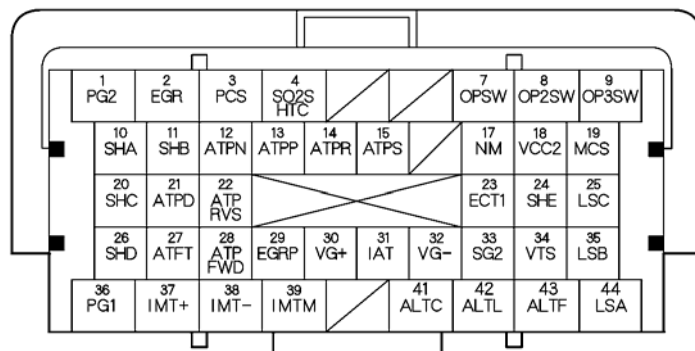 1 2 3 4 7 8 9
PG2 EGR PCS SO2S HTC OPSW OP2SW OP3SW
10 11 12 13 14 15 17 18 19
SHA SHB ATPN ATPP ATPR ATPS NM VCC2 MCS
20 21 22 23 24 25
SHC ATPD ATP RVS ECT1 SHE LSC
26 27 28 29 30 31 32 33 34 35
SHD ATFT ATP FWD EGRP VG+ IAT VG- SG2 VTS LSB
36 37 38 39 41 42 43 44
PG1 IMT+ IMT- IMTM ALTC ALTL ALTF LSA